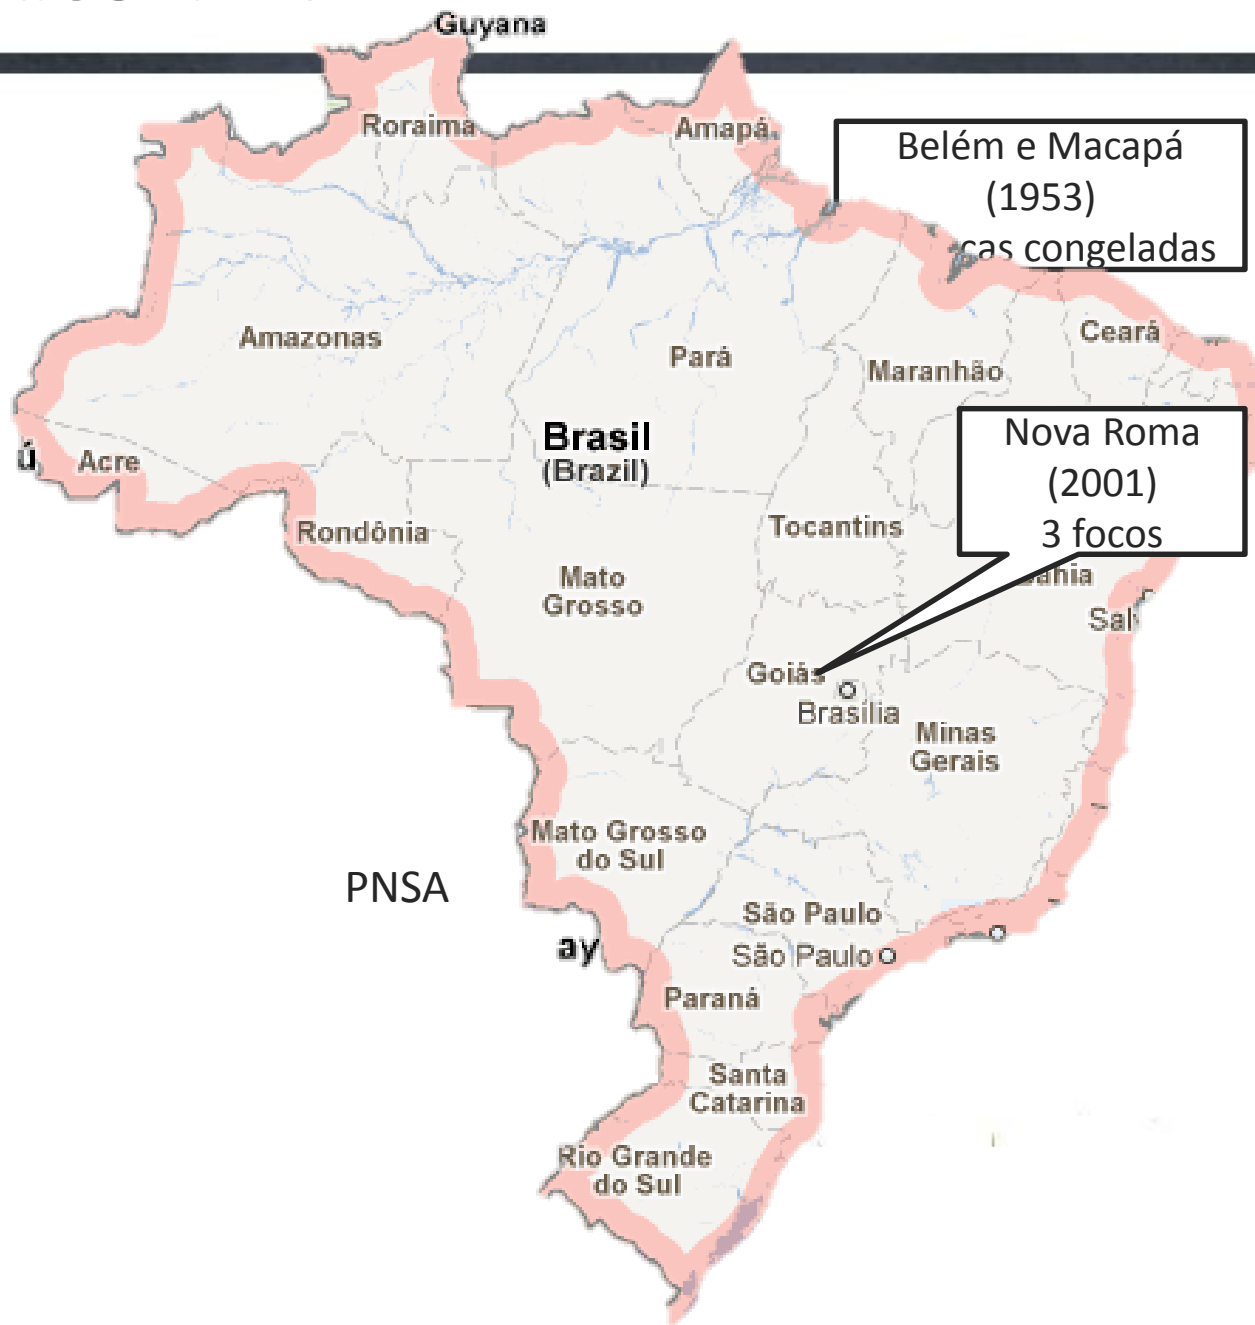 Guyana
Roraima
Amapá
Belém e Macapá
(1953)
cas congeladas
Amazonas
Pará
Maranhão
Ceará
Brasil
(Brazil)
Nova Roma
(2001)
3 focos
ú
Acre
Rondônia
Tocantins
Mato
Grosso
ahia
Sal
Goiás
Brasília
Minas
Gerais
Mato Grosso
do Sul
PNSA
São Paulo
ay
São Paulo
Paraná
Santa
Catarina
Rio Grande
do Sul